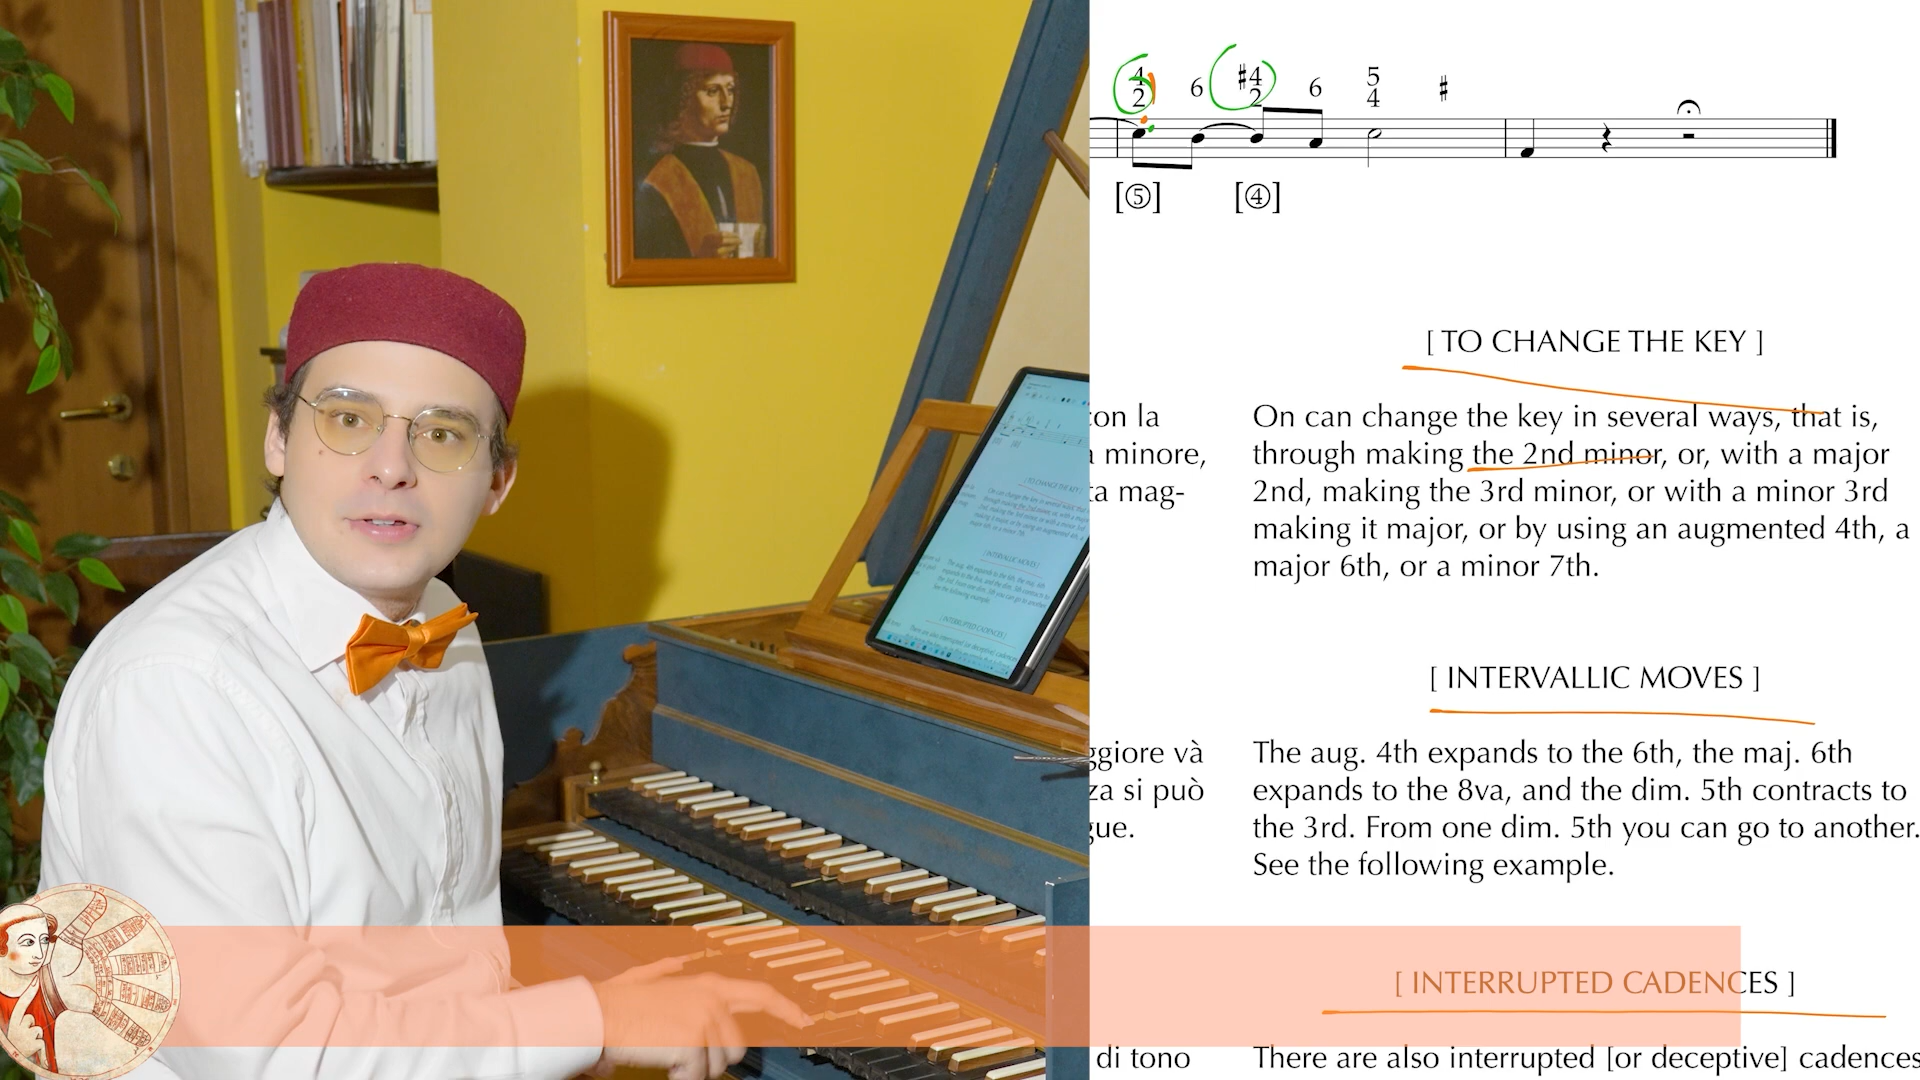 4 6 #4 6 5 #
2 2 4
[⑤] [④]
[ TO CHANGE THE KEY ]
con la
On can change the key in several ways, that is,
minore,
through making the 2nd minor, or, with a major
ta mag-
2nd, making the 3rd minor, or with a minor 3rd
making it major, or by using an augmented 4th, a
major 6th, or a minor 7th.
[ INTERVALLIC MOVES ]
ggiore và
The aug. 4th expands to the 6th, the maj. 6th
za si può
expands to the 8va, and the dim. 5th contracts to
gue.
the 3rd. From one dim. 5th you can go to another.
See the following example.
[ INTERRUPTED CADENCES ]
di tono
There are also interrupted [or deceptive] cadences